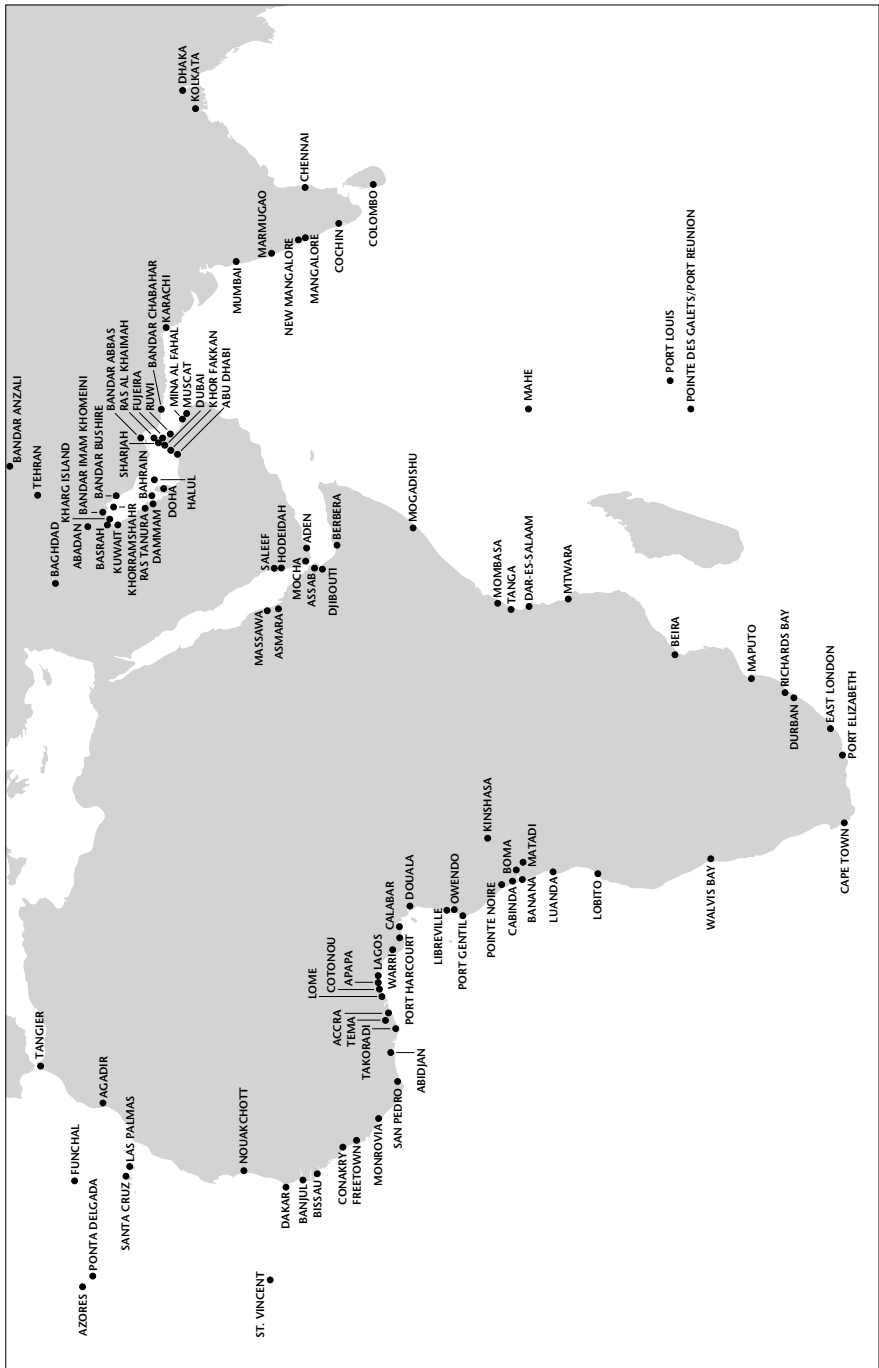 AZORES
PONTA DELGADA
FUNCHAL
SANTA CRUZ
LAS PALMAS
AGADIR
TANGIER
ST. VINCENT
NOUAKCHOTT
DAKAR
BANJUL
BISSAU
CONAKRY
FREETOWN
MONROVIA
SAN PEDRO
ABIDJAN
TAKORADI
TEMA
ACCRA
LOME
COTONOU
APAPA
LAGOS
WARRI
PORT HARCOURT
CALABAR
DOUALA
LIBREVILLE
OWENDO
PORT GENTIL
POINTE NOIRE
CABINDA
BANANA
BOMA
MATADI
KINSHASA
LUANDA
LOBITO
WALVIS BAY
CAPE TOWN
PORT ELIZABETH
EAST LONDON
DURBAN
RICHARDS BAY
MAPUTO
BEIRA
MTWARA
DAR-ES-SALAAM
TANGA
MOMBASA
MOGADISHU
MASSAWA
ASMARA
SALEEF
HODEIDAH
MOCHA
ADEN
ASSAB
DJIBOUTI
BERBERA
BAGHDAD
TEHRAN
BANDAR ANZALI
ABADAN
KHARG ISLAND
BANDAR IMAM KHOMEINI
BANDAR BUSHIRE
BASRAH
KUWAIT
KHORRAMSHAHR
RAS TANURA
DAMMAM
BAHRAIN
DOHA
HALUL
SHARJAH
BANDAR ABBAS
RAS AL KHAIMAH
FUJEIRA
RUWI
BANDAR CHABAHAR
KARACHI
MINA AL FAHAL
MUSCAT
DUBAI
KHOR FAKKAN
ABU DHABI
MUMBAI
MARMUGAO
NEW MANGALORE
MANGALORE
COCHIN
COLOMBO
CHENNAI
KOLKATA
DHAKA
MAHE
PORT LOUIS
POINTE DES GALETS/PORT REUNION